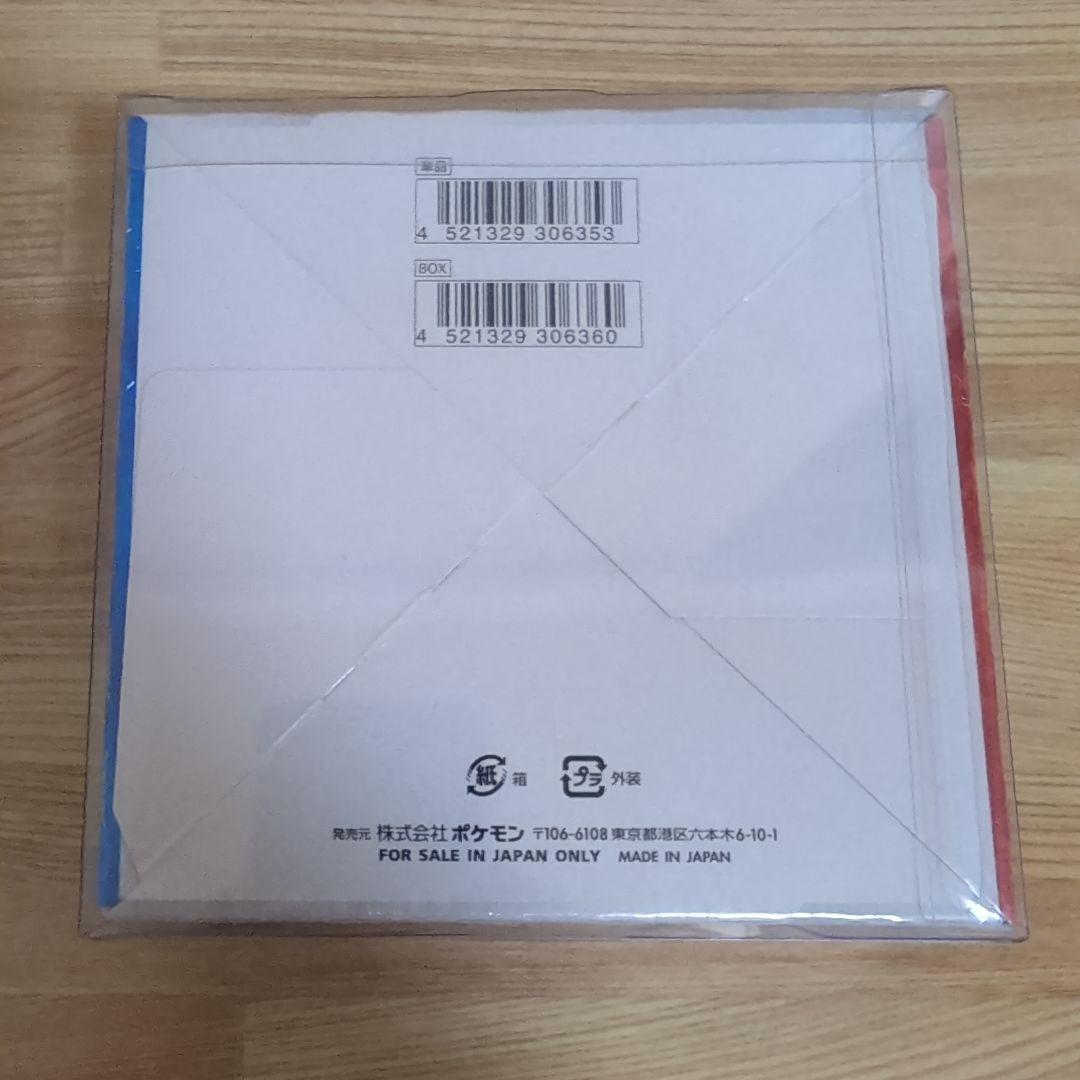 単品
4 521329 306353
BOX
4 521329 306360
紙 箱 プラ 外装
発売元 株式会社 ポケモン 〒106-6108 東京都港区六本木6-10-1
FOR SALE IN JAPAN ONLY MADE IN JAPAN